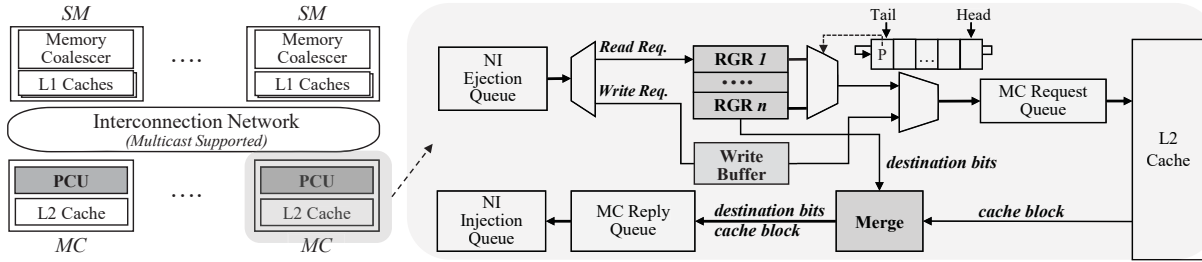 SM
SM
Memory
Coalescer
L1 Caches
....
Memory
Coalescer
L1 Caches
Interconnection Network
(Multicast Supported)
PCU
L2 Cache
MC
....
PCU
L2 Cache
MC
NI
Ejection
Queue
Read Req.
Write Req.
RGR 1
....
RGR n
Write
Buffer
Tail
Head
P
...
MC Request
Queue
L2
Cache
destination bits
NI
Injection
Queue
MC Reply
Queue
destination bits
cache block
Merge
cache block